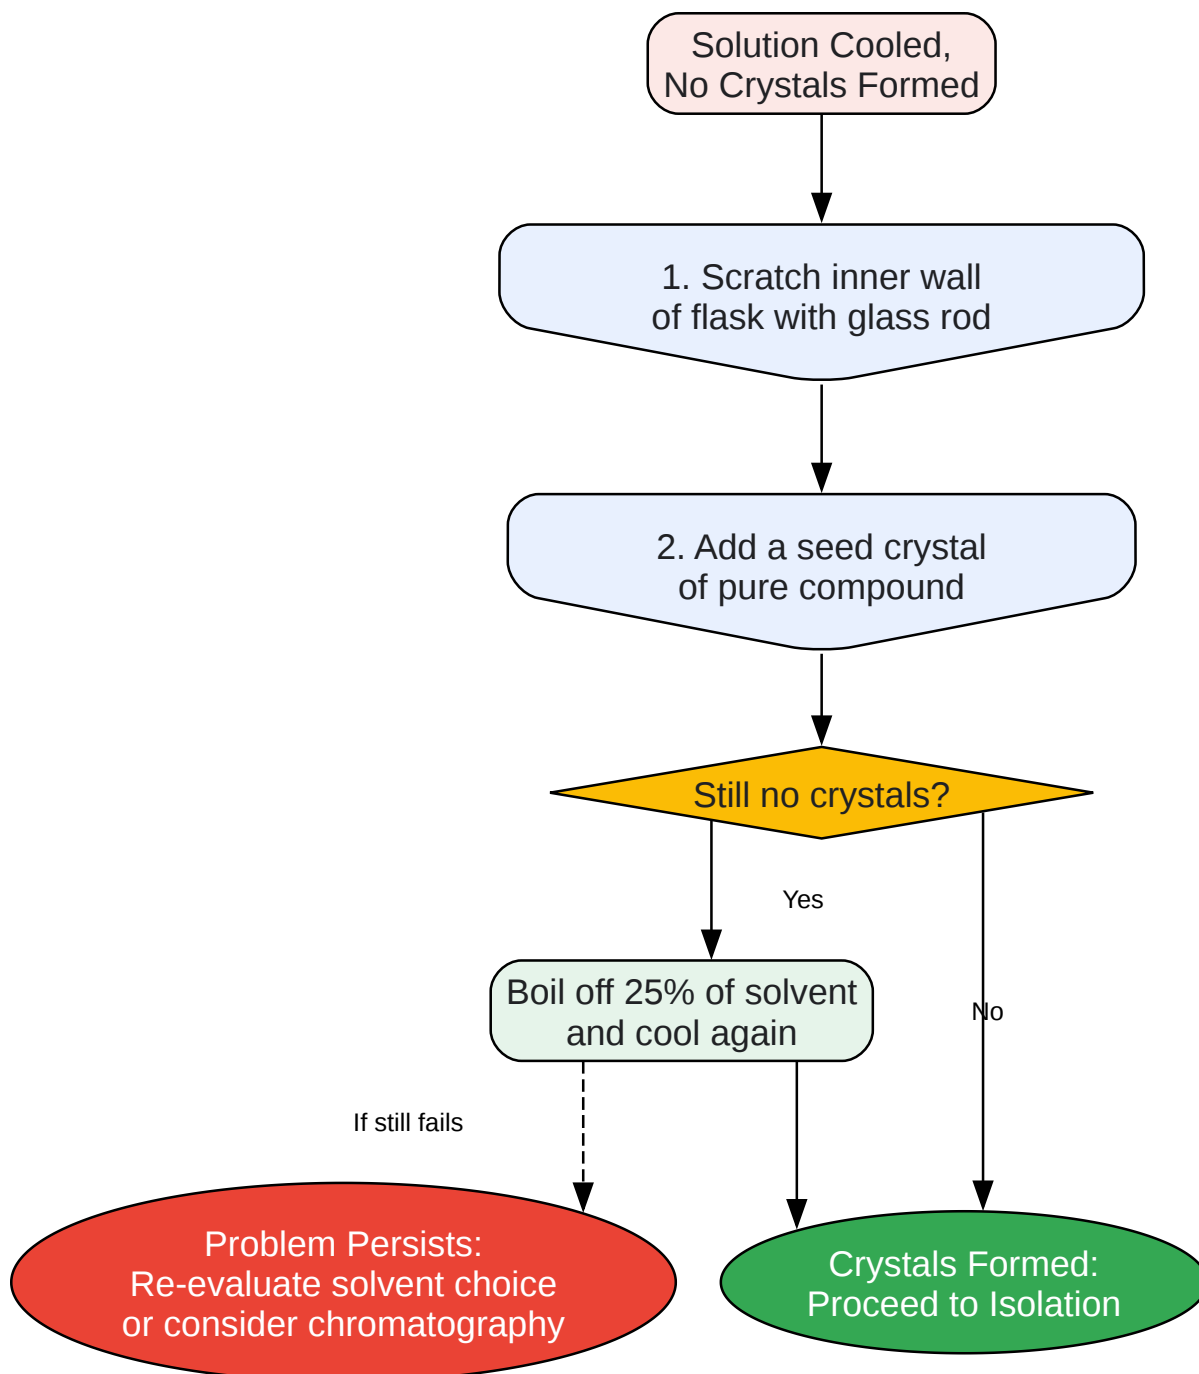 Solution Cooled,
No Crystals Formed
1. Scratch inner wall
of flask with glass rod
2. Add a seed crystal
of pure compound
Still no crystals?
Yes
Boil off 25% of solvent
and cool again
No
If still fails
Problem Persists:
Re-evaluate solvent choice
or consider chromatography
Crystals Formed:
Proceed to Isolation